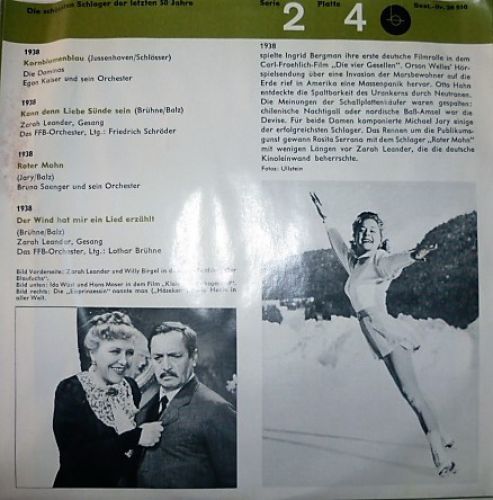 Die schönsten Schlager der letzten 50 Jahre
Serie Platte Best.-Nr.
2 4
1938
Kornblumenblau (Jussenhoven/Schlösser)
Die Dominos
Egon Kaiser und sein Orchester
1938
Kann denn Liebe Sünde sein (Brühne/Balz)
Zarah Leander, Gesang
Das FFB-Orchester, Ltg.: Friedrich Schröder
1938
Roter Mohn
(Jary/Balz)
Bruno Saenger und sein Orchester
1938
Der Wind hat mir ein Lied erzählt
(Brühne/Balz)
Zarah Leander, Gesang
Das FFB-Orchester, Ltg.: Lothar Brühne
Bild Vorderseite: Zarah Leander und Willy Birgel in
Blaufuchs".
Bild unten: Ida Wüst und Hans Moser in dem Film
Bild rechts: Die „Eisprinzessin" nannte man
aller Welt.
1938
spielte Ingrid Bergman ihre erste deutsche Filmrolle in dem
Carl-Froehlich-Film „Die vier Gesellen". Orson Welles' Hör-
spielsendung über eine Invasion der Marsbewohner auf die
Erde rief in Amerika eine Massenpanik hervor. Otto Hahn
entdeckte die Spaltbarkeit des Urankerns durch Neutronen.
Die Meinungen der Schallplattenkäufer waren gespalten:
chilenische Nachtigall oder nordische Baß-Amsel war die
Devise. Für beide Damen komponierte Michael Jary einige
der erfolgreichsten Schlager. Das Rennen um die Publikums-
gunst gewann Rosita Serrano mit dem Schlager „Roter Mohn"
mit wenigen Längen vor Zarah Leander, die die deutsche
Kinoleinwand beherrschte.
Fotos: Ullstein